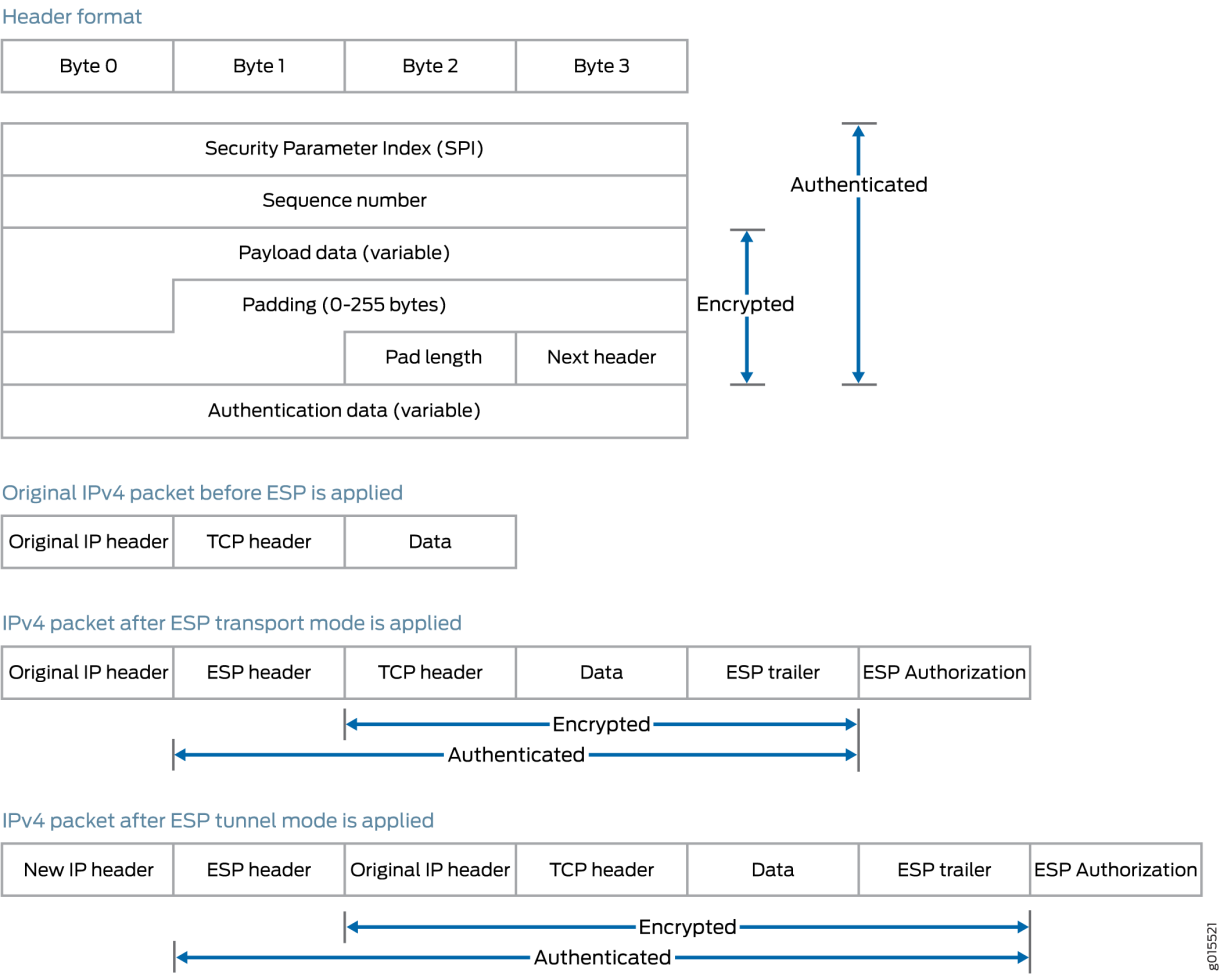 Header format
Byte 0 Byte 1 Byte 2 Byte 3
Security Parameter Index (SPI)
Authenticated
Sequence number
Payload data (variable)
Padding (0-255 bytes)
Encrypted
Pad length Next header
Authentication data (variable)
Original IPv4 packet before ESP is applied
Original IP header TCP header Data
IPv4 packet after ESP transport mode is applied
Original IP header ESP header TCP header Data ESP trailer ESP Authorization
Encrypted
Authenticated
IPv4 packet after ESP tunnel mode is applied
New IP header ESP header Original IP header TCP header Data ESP trailer ESP Authorization
Encrypted
Authenticated
g015521